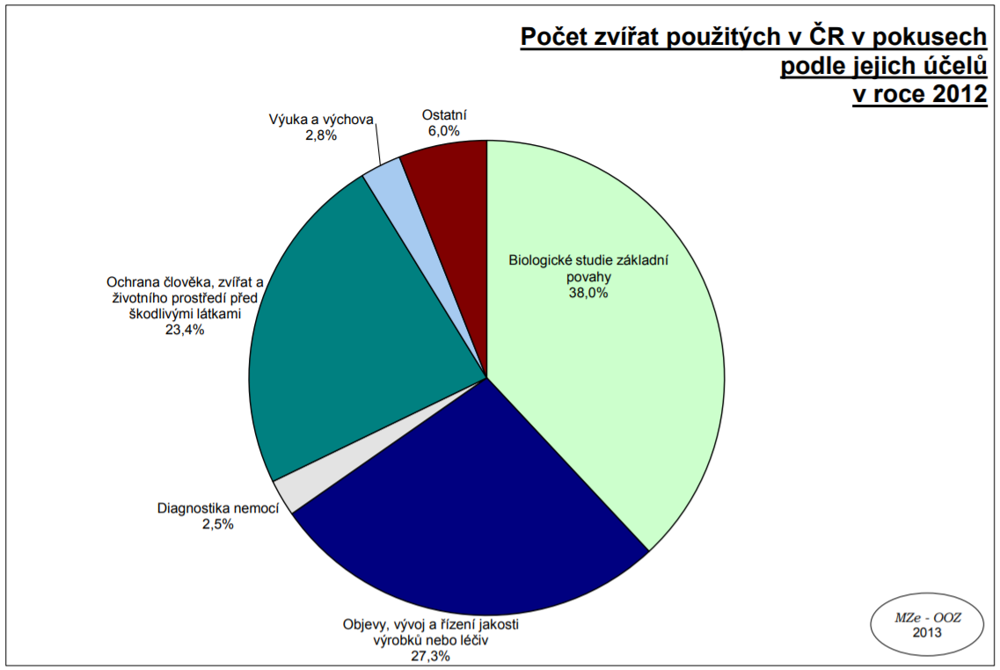 Počet zvířat použitých v ČR v pokusech
podle jejich účelů
v roce 2012
Výuka a výchova
2,8%
Ostatní
6,0%
Biologické studie základní
povahy
38,0%
Ochrana člověka, zvířat a
životního prostředí před
škodlivými látkami
23,4%
Diagnostika nemocí
2,5%
Objevy, vývoj a řízení jakosti
výrobků nebo léčiv
27,3%
MZe - OOZ
2013